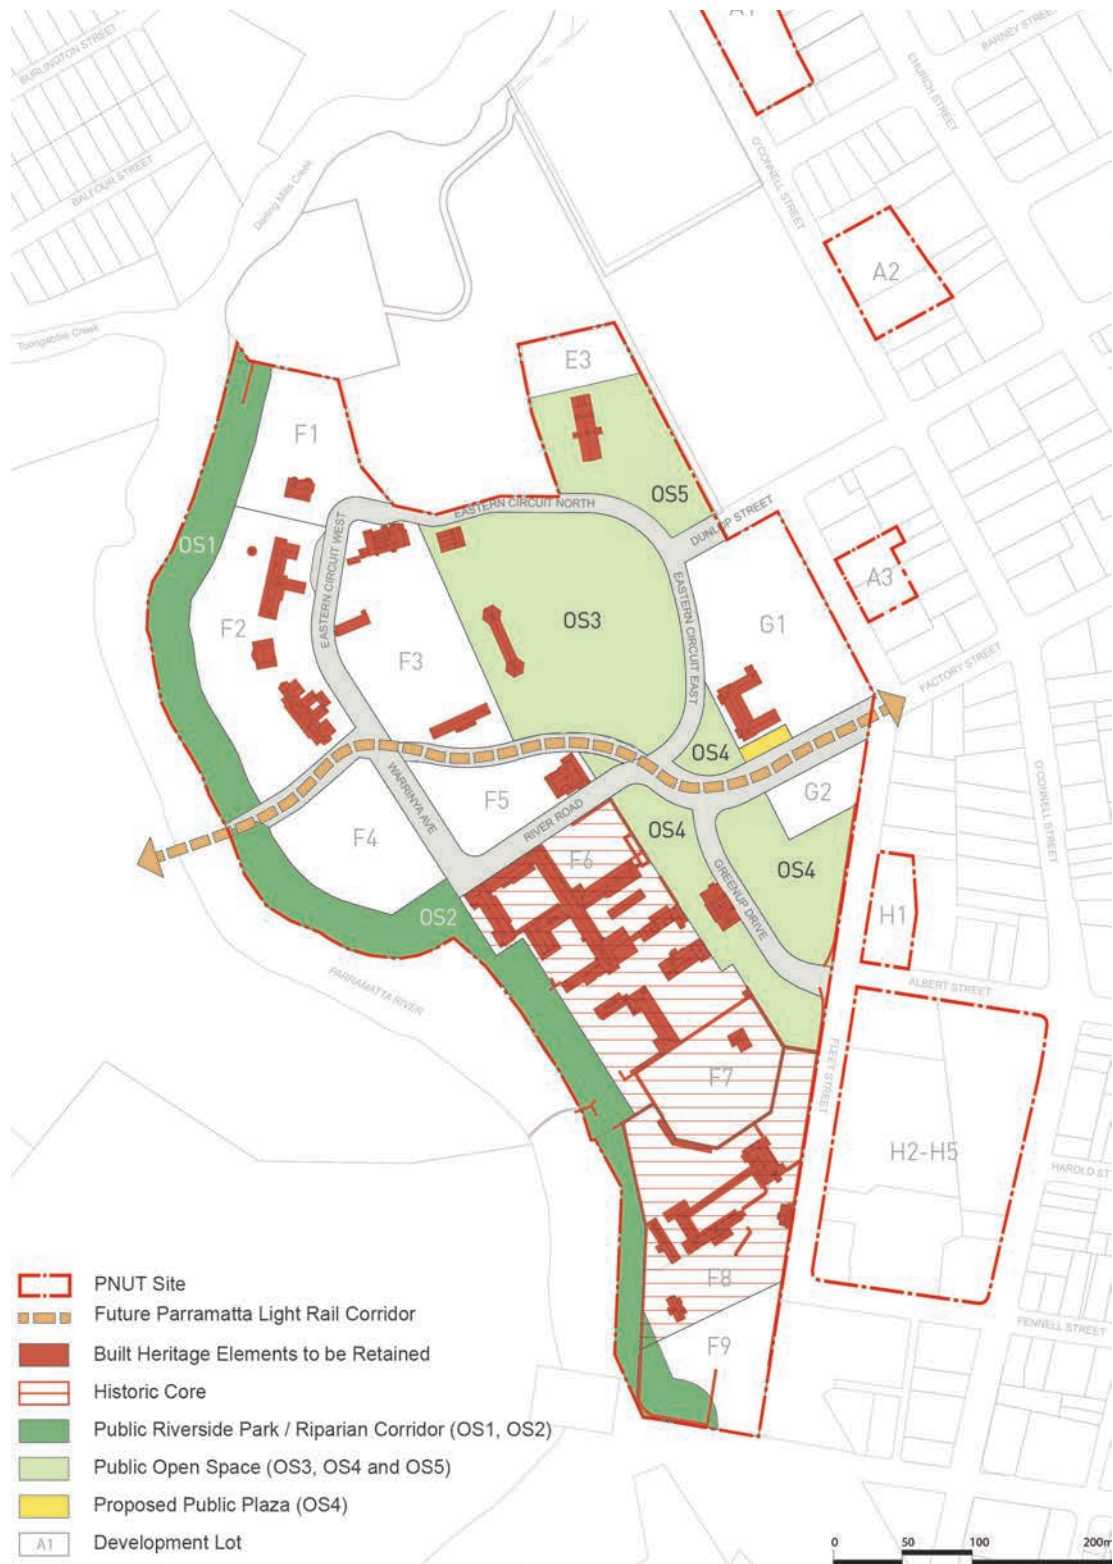 A1
BURLINGTON STREET
BARNEY STREET
CHURCH STREET
BALFOUR STREET
Darling Mills Creek
O'CONNELL STREET
A2
Toongabbie Creek
E3
F1
OS5
EASTERN CIRCUIT NORTH
DUNLOP STREET
EASTERN CIRCUIT WEST
OS1
A3
F2
OS3
EASTERN CIRCUIT EAST
G1
F3
FACTORY STREET
OS4
WARRINYA AVE
F5
G2
O'CONNELL STREET
RIVER ROAD
F4
OS4
F6
OS4
GREENUP DRIVE
OS2
H1
PARRAMATTA RIVER
ALBERT STREET
FLEET STREET
F7
H2-H5
HAROLD ST
F8
PNUT Site
Future Parramatta Light Rail Corridor
FENNELL STREET
Built Heritage Elements to be Retained
F9
Historic Core
Public Riverside Park / Riparian Corridor (OS1, OS2)
Public Open Space (OS3, OS4 and OS5)
Proposed Public Plaza (OS4)
A1 Development Lot
0 50 100 200m